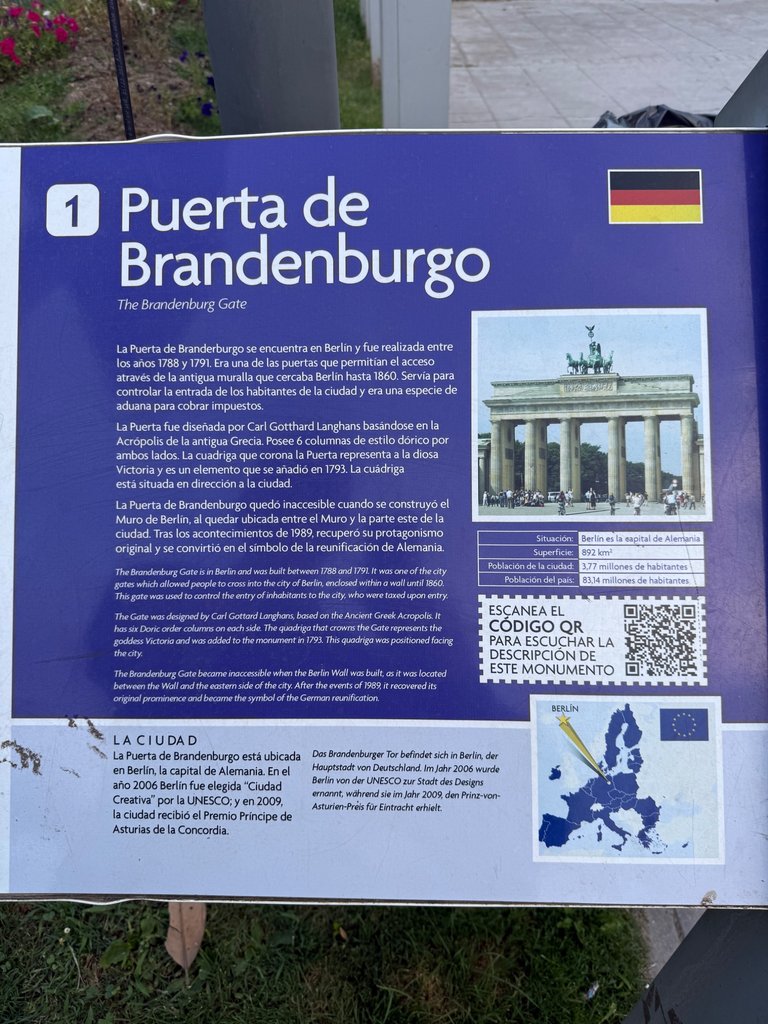 1
Puerta de
Brandenburgo
The Brandenburg Gate
La Puerta de Branderburgo se encuentra en Berlín y fue realizada entre
los años 1788 y 1791. Era una de las puertas que permitían el acceso
através de la antigua muralla que cercaba Berlín hasta 1860. Servía para
controlar la entrada de los habitantes de la ciudad y era una especie de
aduana para cobrar impuestos.
La Puerta fue diseñada por Carl Gotthard Langhans basándose en la
Acrópolis de la antigua Grecia. Posee 6 columnas de estilo dórico por
ambos lados. La cuadriga que corona la Puerta representa a la diosa
Victoria y es un elemento que se añadió en 1793. La cuádriga
está situada en dirección a la ciudad.
La Puerta de Brandenburgo quedó inaccesible cuando se construyó el
Muro de Berlín, al quedar ubicada entre el Muro y la parte este de la
ciudad. Tras los acontecimientos de 1989, recuperó su protagonismo
original y se convirtió en el símbolo de la reunificación de Alemania.
The Brandenburg Gate is in Berlin and was built between 1788 and 1791. It was one of the city
gates which allowed people to cross into the city of Berlin, enclosed within a wall until 1860.
This gate was used to control the entry of inhabitants to the city, who were taxed upon entry.
The Gate was designed by Carl Gottard Langhans, based on the Ancient Greek Acropolis. It
has six Doric order columns on each side. The quadriga that crowns the Gate represents the
goddess Victoria and was added to the monument in 1793. This quadriga was positioned facing
the city.
The Brandenburg Gate became inaccessible when the Berlin Wall was built, as it was located
between the Wall and the eastern side of the city. After the events of 1989, it recovered its
original prominence and became the symbol of the German reunification.
Situación: Berlín es la capital de Alemania
Superficie: 892 km²
Población de la ciudad: 3,77 millones de habitantes
Población del país: 83,14 millones de habitantes
ESCANEA EL
CÓDIGO QR
PARA ESCUCHAR LA
DESCRIPCIÓN DE
ESTE MONUMENTO
LA CIUDAD
La Puerta de Brandenburgo está ubicada
en Berlín, la capital de Alemania. En el
año 2006 Berlín fue elegida "Ciudad
Creativa" por la UNESCO; y en 2009,
la ciudad recibió el Premio Príncipe de
Asturias de la Concordia.
Das Brandenburger Tor befindet sich in Berlin, der
Hauptstadt von Deutschland. Im Jahr 2006 wurde
Berlin von der UNESCO zur Stadt des Designs
ernannt, während sie im Jahr 2009, den Prinz-von-
Asturien-Preis für Eintracht erhielt.
BERLÍN